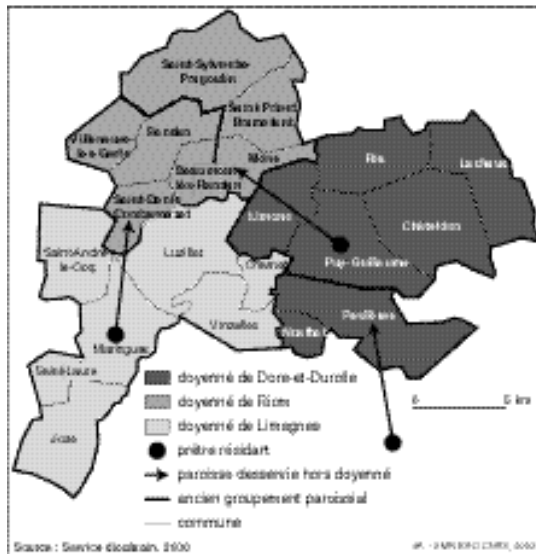 Saint-Sylvestre-
Pragoulin
Saint-Priest
Bramefant
Randan
Villeneuve-
les-Cerfs
Mons
Ris
Lachaux
Beaumont-
lès-Randan
Saint-Denis
Combarnazat
Limons
Châteldon
Saint-André
le-Coq
Luzillat
Charnat
Puy-Guillaume
Vinzelles
Paslières
Noalhat
Maringues
Saint-Laure
Joze
doyenné de Dore-et-Durolle
doyenné de Riom
doyenné de Limagnes
0 5 km
prêtre résidant
paroisse desservie hors doyenné
ancien groupement paroissial
commune
Source : Service diocésain, 2000